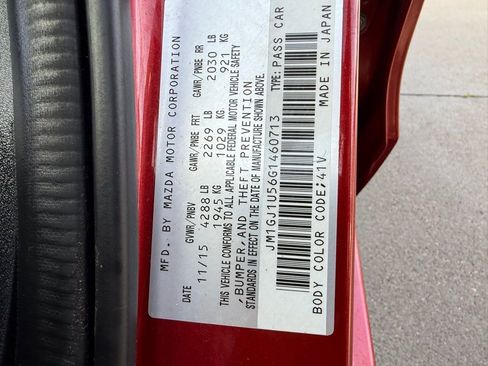 MFD. BY MAZDA MOTOR CORPORATION
DATE GVWR/PNBV GAWR/PNBE FRT GAWR/PNBE RR
11/15 4288 LB 2269 LB 2030 LB
1945 KG 1029 KG 921 KG
THIS VEHICLE CONFORMS TO ALL APPLICABLE FEDERAL MOTOR VEHICLE SAFETY
,BUMPER,AND THEFT PREVENTION
STANDARDS IN EFFECT ON THE DATE OF MANUFACTURE SHOWN ABOVE.
JM1GJ1U56G1460713 TYPE:PASS CAR
BODY COLOR CODE:41V MADE IN JAPAN